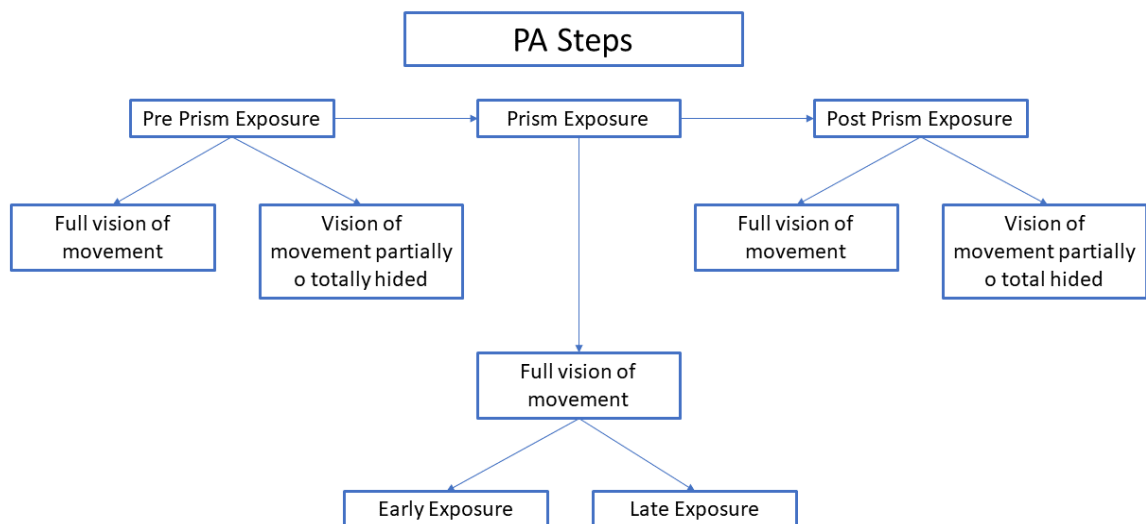 PA Steps
Pre Prism Exposure
Prism Exposure
Post Prism Exposure
Full vision of
movement
Vision of
movement partially
o totally hided
Full vision of
movement
Vision of
movement partially
o total hided
Full vision of
movement
Early Exposure
Late Exposure